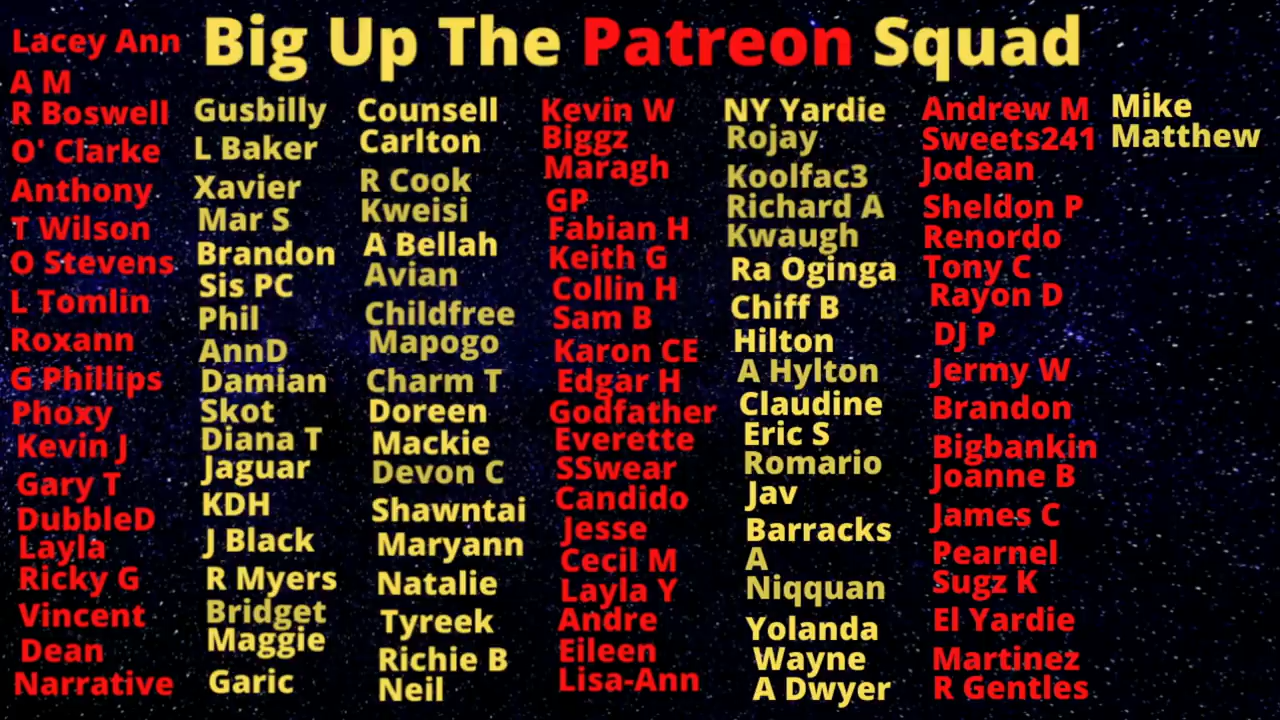 Big Up The Patreon Squad
Lacey Ann
A M
R Boswell
O' Clarke
Anthony
T Wilson
O Stevens
L Tomlin
Roxann
G Phillips
Phoxy
Kevin J
Gary T
DubbleD
Layla
Ricky G
Vincent
Dean
Narrative
Gusbilly
L Baker
Xavier
Mar S
Brandon
Sis PC
Phil
AnnD
Damian
Skot
Diana T
Jaguar
KDH
J Black
R Myers
Bridget
Maggie
Garic
Counsell
Carlton
R Cook
Kweisi
A Bellah
Avian
Childfree
Mapogo
Charm T
Doreen
Mackie
Devon C
Shawntai
Maryann
Natalie
Tyreek
Richie B
Neil
Kevin W
Biggz
Maragh
GP
Fabian H
Keith G
Collin H
Sam B
Karon CE
Edgar H
Godfather
Everette
SSwear
Candido
Jesse
Cecil M
Layla Y
Andre
Eileen
Lisa-Ann
NY Yardie
Rojay
Koolfac3
Richard A
Kwaugh
Ra Oginga
Chiff B
Hilton
A Hylton
Claudine
Eric S
Romario
Jav
Barracks
A
Niqquan
Yolanda
Wayne
A Dwyer
Andrew M
Sweets241
Jodean
Sheldon P
Renordo
Tony C
Rayon D
DJ P
Jermy W
Brandon
Bigbankin
Joanne B
James C
Pearnel
Sugz K
El Yardie
Martinez
R Gentles
Mike
Matthew